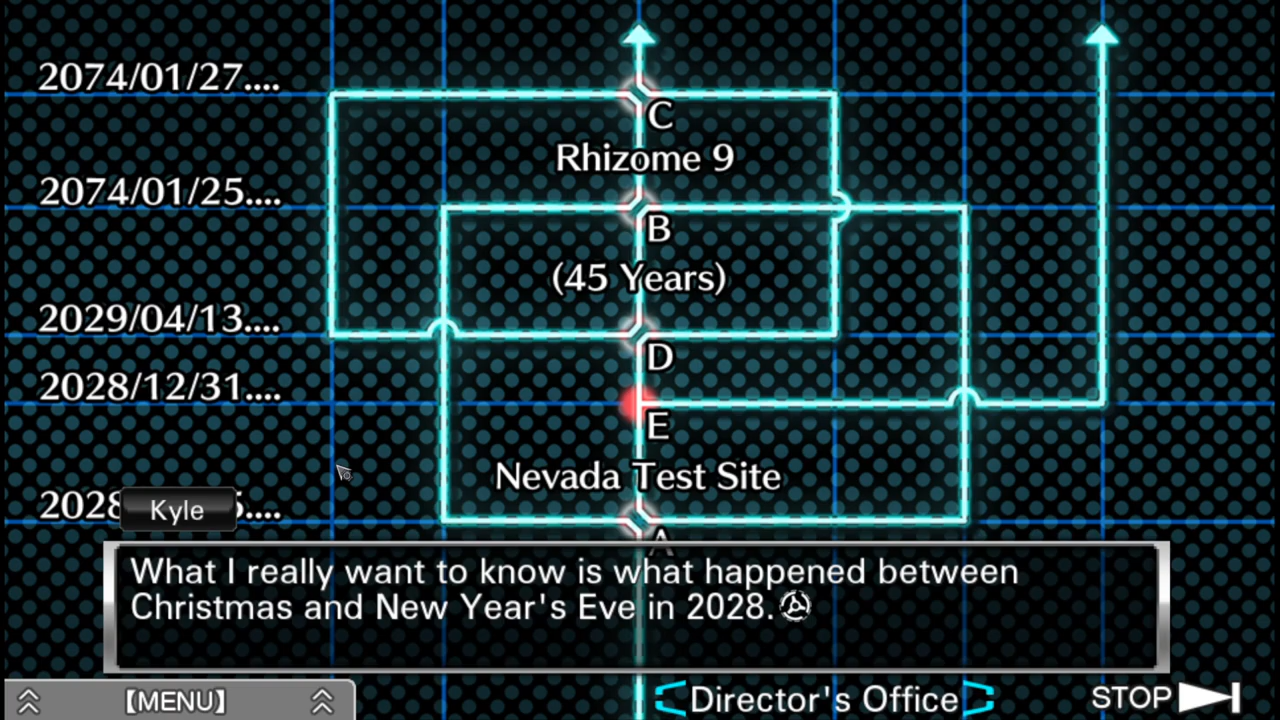 2074/01/27....
C
Rhizome 9
2074/01/25....
B
(45 Years)
2029/04/13....
D
2028/12/31....
E
Nevada Test Site
A
Kyle
What I really want to know is what happened between
Christmas and New Year's Eve in 2028.
【MENU】
Director's Office
STOP